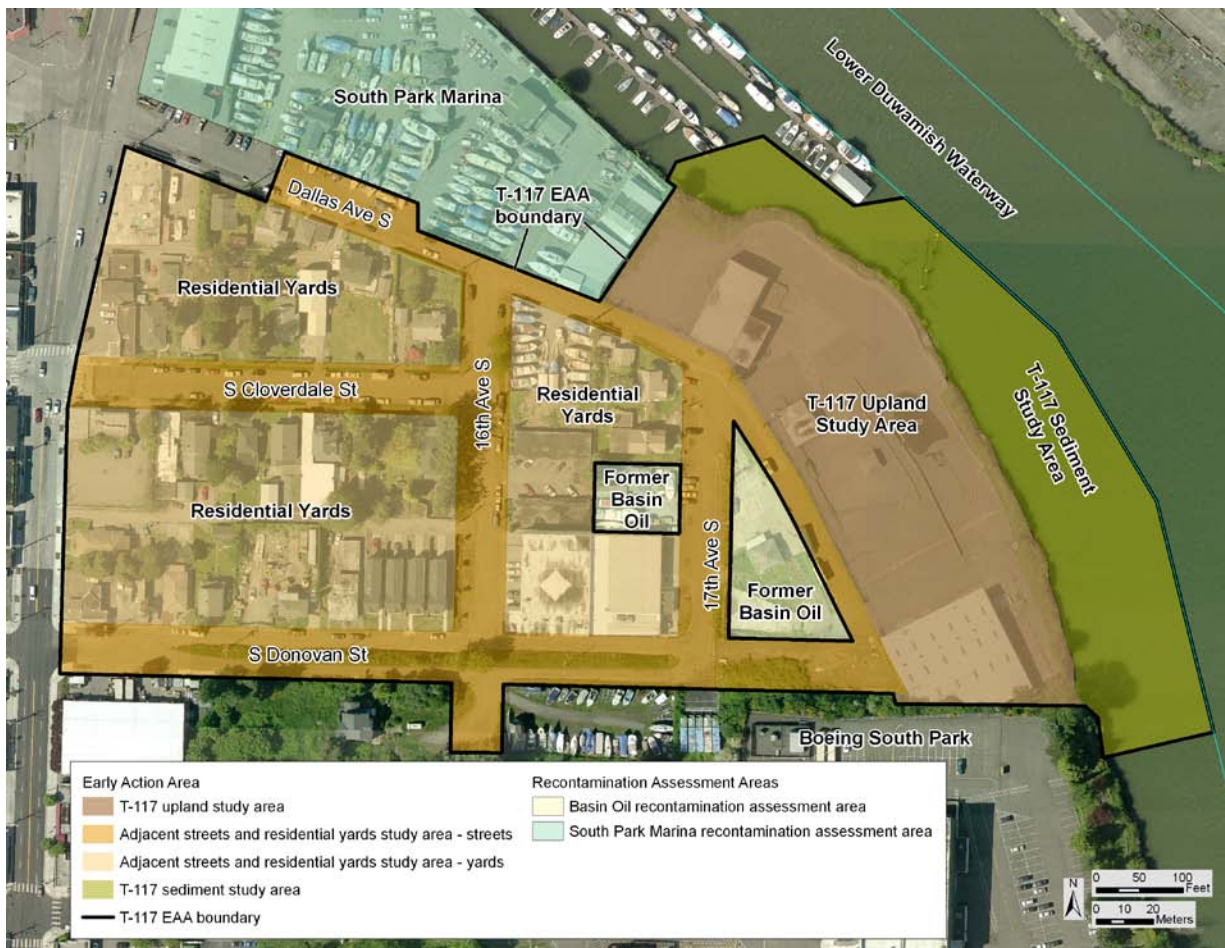 South Park Marina
Lower Duwamish Waterway
T-117 EAA
boundary
Dallas Ave S
Residential Yards
S Cloverdale St
16th Ave S
Residential
Yards
T-117 Upland
Study Area
T-117 Sediment
Study Area
Former
Basin
Oil
Residential Yards
17th Ave S
Former
Basin Oil
S Donovan St
Boeing South Park
Early Action Area
T-117 upland study area
Adjacent streets and residential yards study area - streets
Adjacent streets and residential yards study area - yards
T-117 sediment study area
T-117 EAA boundary
Recontamination Assessment Areas
Basin Oil recontamination assessment area
South Park Marina recontamination assessment area
N
0 50 100
Feet
0 10 20
Meters